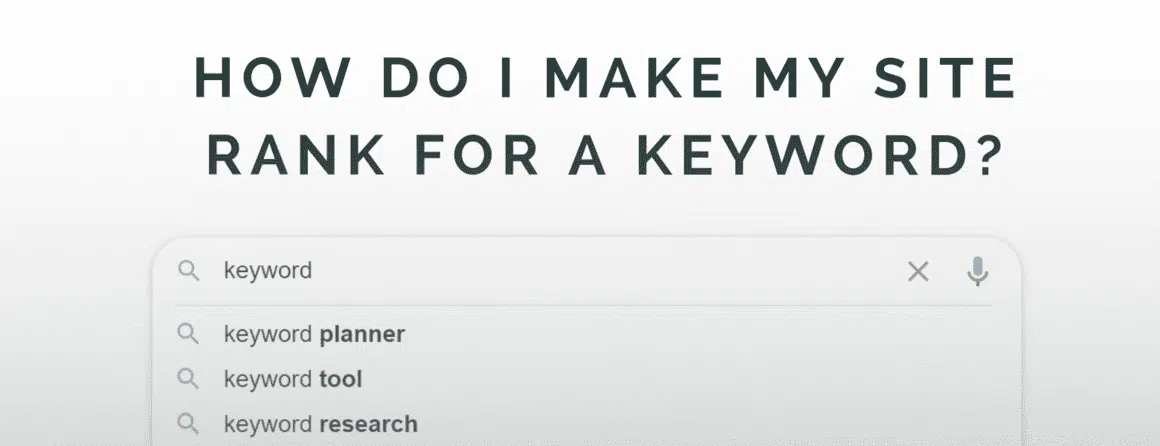 HOW DO I MAKE MY SITE
RANK FOR A KEYWORD?
keyword
keyword planner
keyword tool
keyword research